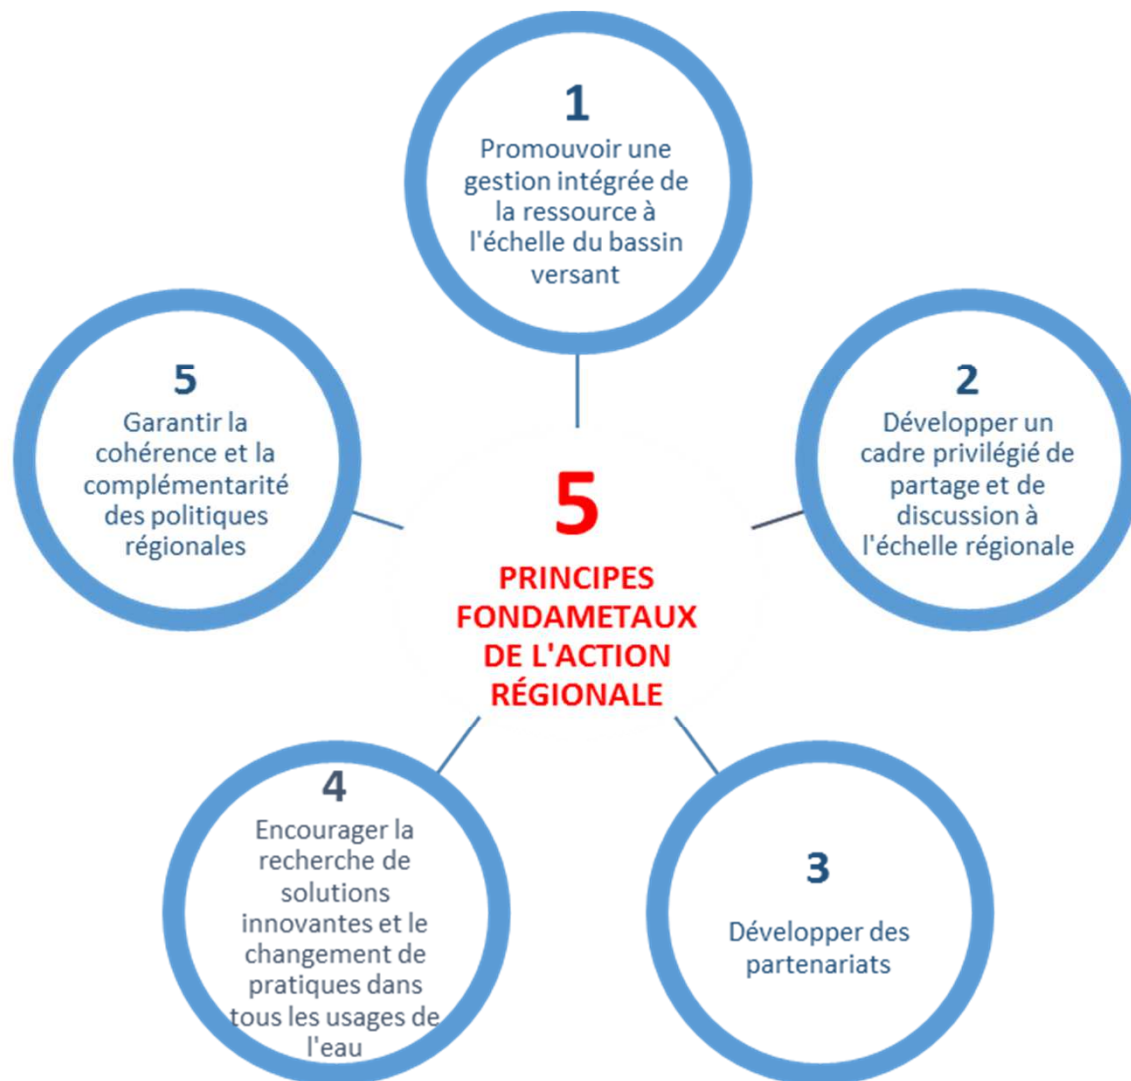 1
Promouvoir une
gestion intégrée de
la ressource à
l'échelle du bassin
versant
2
Développer un
cadre privilégié de
partage et de
discussion à
l'échelle régionale
3
Développer des
partenariats
4
Encourager la
recherche de
solutions
innovantes et le
changement de
pratiques dans
tous les usages de
l'eau
5
Garantir la
cohérence et la
complémentarité
des politiques
régionales
5
PRINCIPES
FONDAMETAUX
DE L'ACTION
RÉGIONALE